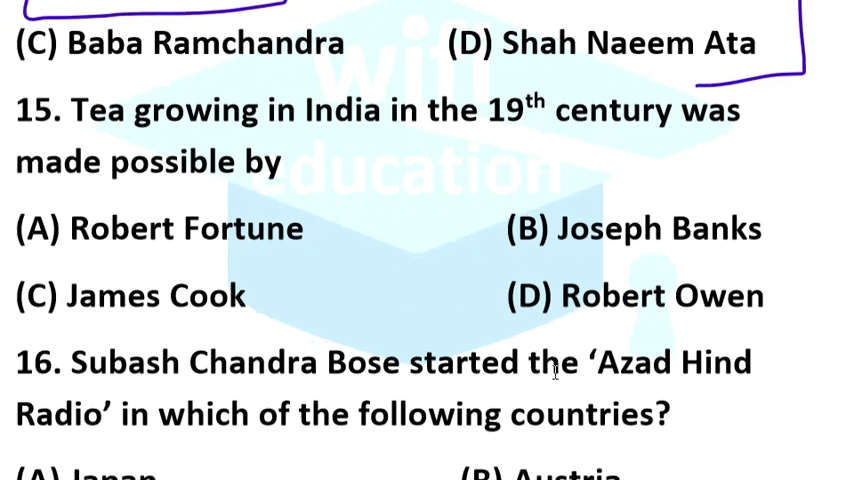 (C) Baba Ramchandra (D) Shah Naeem Ata
15. Tea growing in India in the 19th century was
made possible by
(A) Robert Fortune (B) Joseph Banks
(C) James Cook (D) Robert Owen
16. Subash Chandra Bose started the ‘Azad Hind
Radio’ in which of the following countries?
(A) Japan (B) Austria
wifi
education